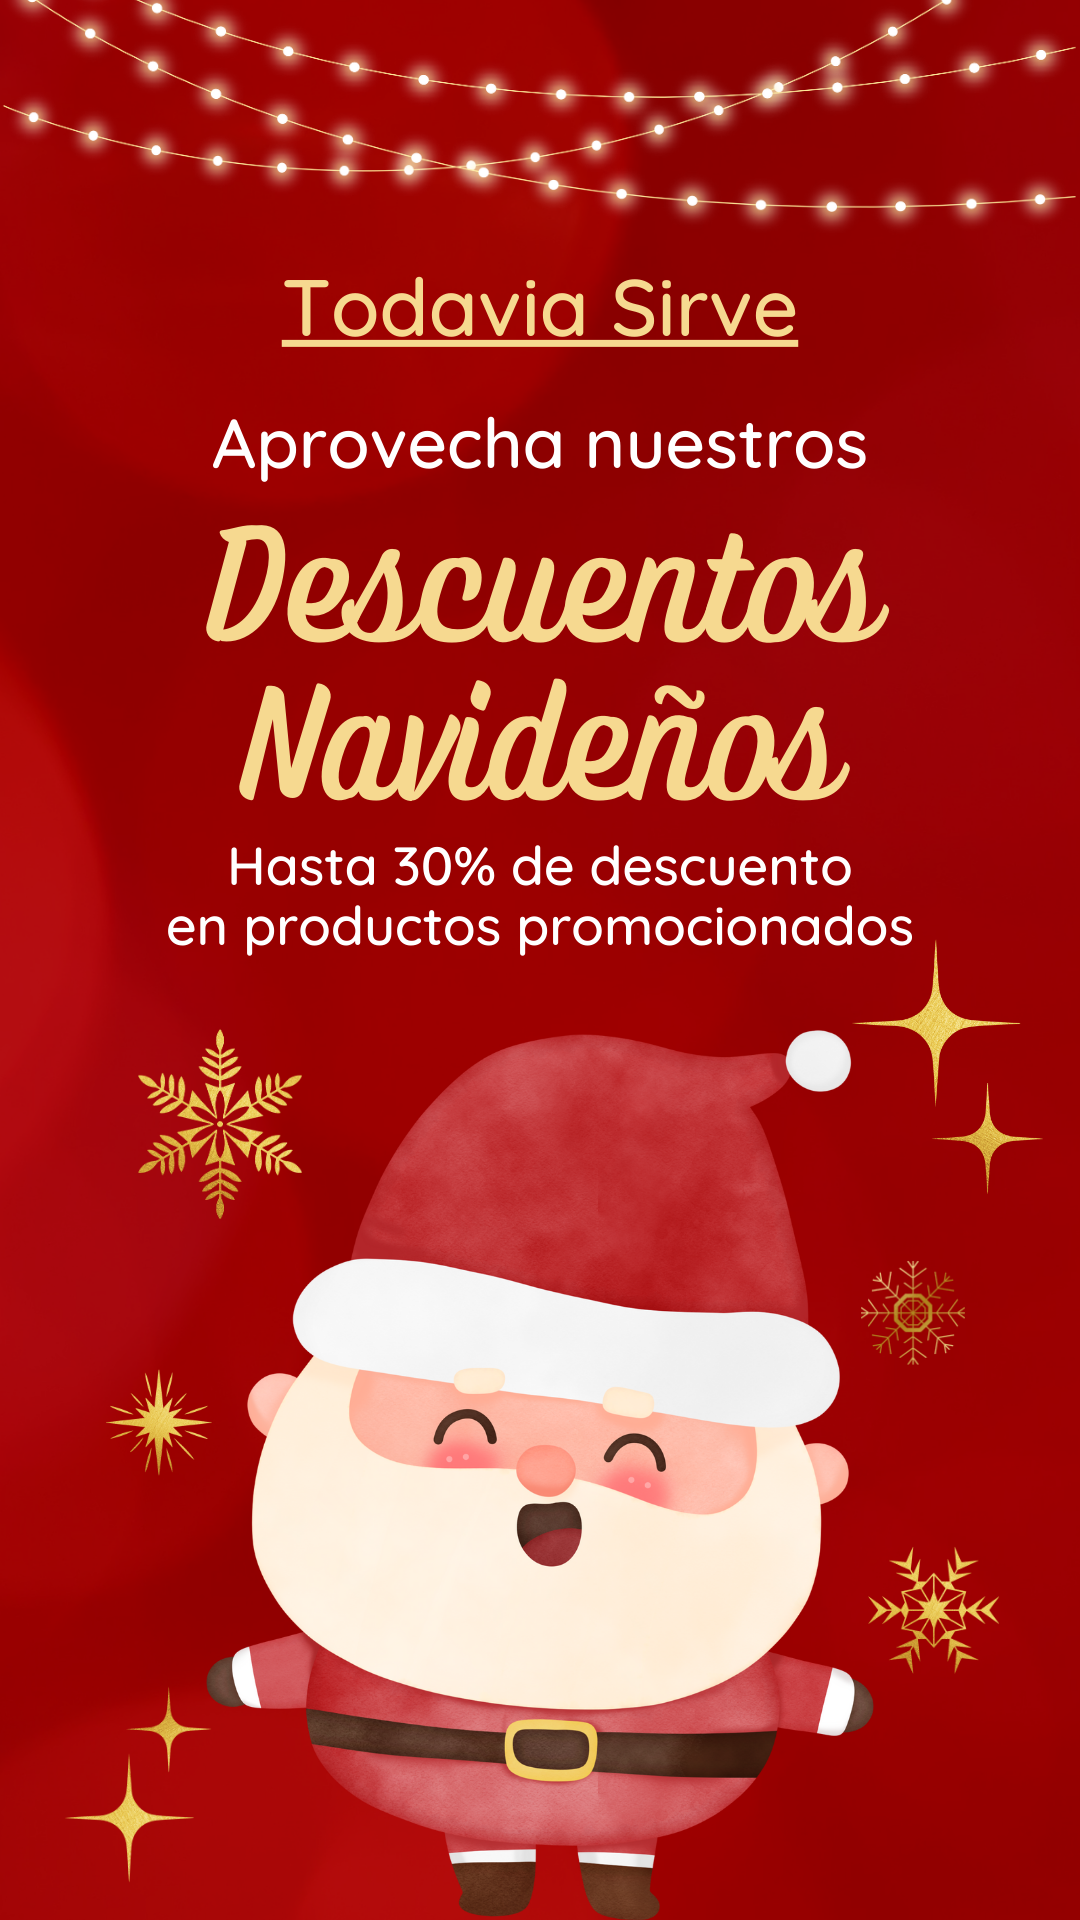 Todavia Sirve
Aprovecha nuestros
Descuentos
Navideños
Hasta 30% de descuento
en productos promocionados